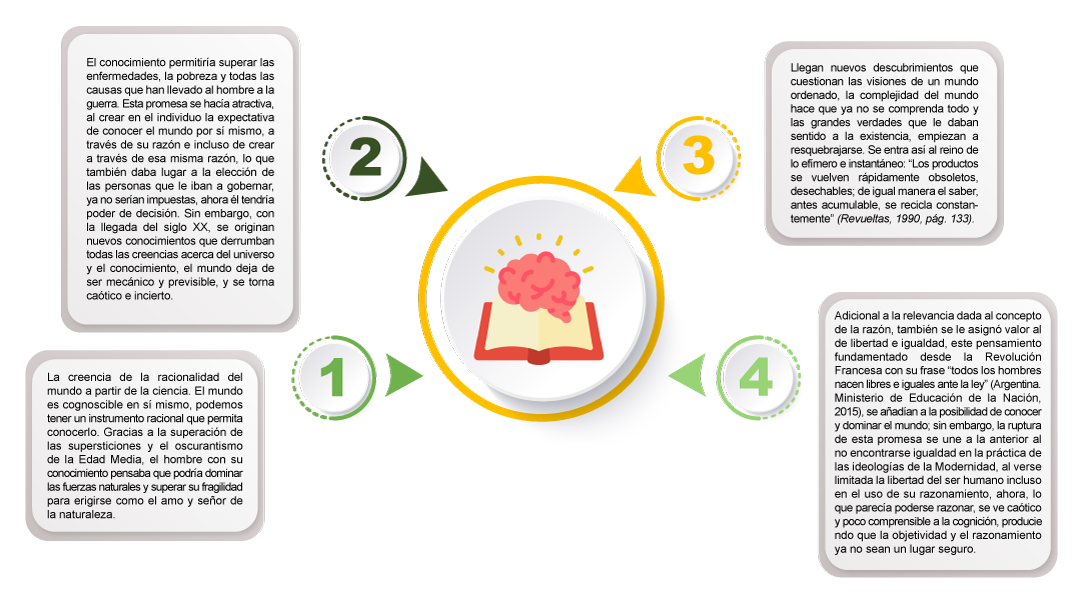 1
La creencia de la racionalidad del
mundo a partir de la ciencia. El mundo
es cognoscible en sí mismo, podemos
tener un instrumento racional que permita
conocerlo. Gracias a la superación de
las supersticiones y el oscurantismo
de la Edad Media, el hombre con su
conocimiento pensaba que podría dominar
las fuerzas naturales y superar su fragilidad
para erigirse como el amo y señor de
la naturaleza.
2
El conocimiento permitiría superar las
enfermedades, la pobreza y todas las
causas que han llevado al hombre a la
guerra. Esta promesa se hacía atractiva,
al crear en el individuo la expectativa
de conocer el mundo por sí mismo, a
través de su razón e incluso de crear
a través de esa misma razón, lo que
también daba lugar a la elección de
las personas que le iban a gobernar,
ya no serían impuestas, ahora él tendría
poder de decisión. Sin embargo, con
la llegada del siglo XX, se originan
nuevos conocimientos que derrumban
todas las creencias acerca del universo
y el conocimiento, el mundo deja de
ser mecánico y previsible, y se torna
caótico e incierto.
3
Llegan nuevos descubrimientos que
cuestionan las visiones de un mundo
ordenado, la complejidad del mundo
hace que ya no se comprenda todo y
las grandes verdades que le daban
sentido a la existencia, empiezan a
resquebrajarse. Se entra así al reino de
lo efímero e instantáneo: “Los productos
se vuelven rápidamente obsoletos,
desechables; de igual manera el saber,
antes acumulable, se recicla constan-
temente” (Revueltas, 1990, pág. 133).
4
Adicional a la relevancia dada al concepto
de la razón, también se le asignó valor al
de libertad e igualdad, este pensamiento
fundamentado desde la Revolución
Francesa con su frase “todos los hombres
nacen libres e iguales ante la ley” (Argentina.
Ministerio de Educación de la Nación,
2015), se añadían a la posibilidad de conocer
y dominar el mundo; sin embargo, la ruptura
de esta promesa se une a la anterior al
no encontrarse igualdad en la práctica de
las ideologías de la Modernidad, al verse
limitada la libertad del ser humano incluso
en el uso de su razonamiento, ahora, lo
que parecia poderse razonar, se ve caótico
y poco comprensible a la cognición, producie
ndo que la objetividad y el razonamiento
ya no sean un lugar seguro.